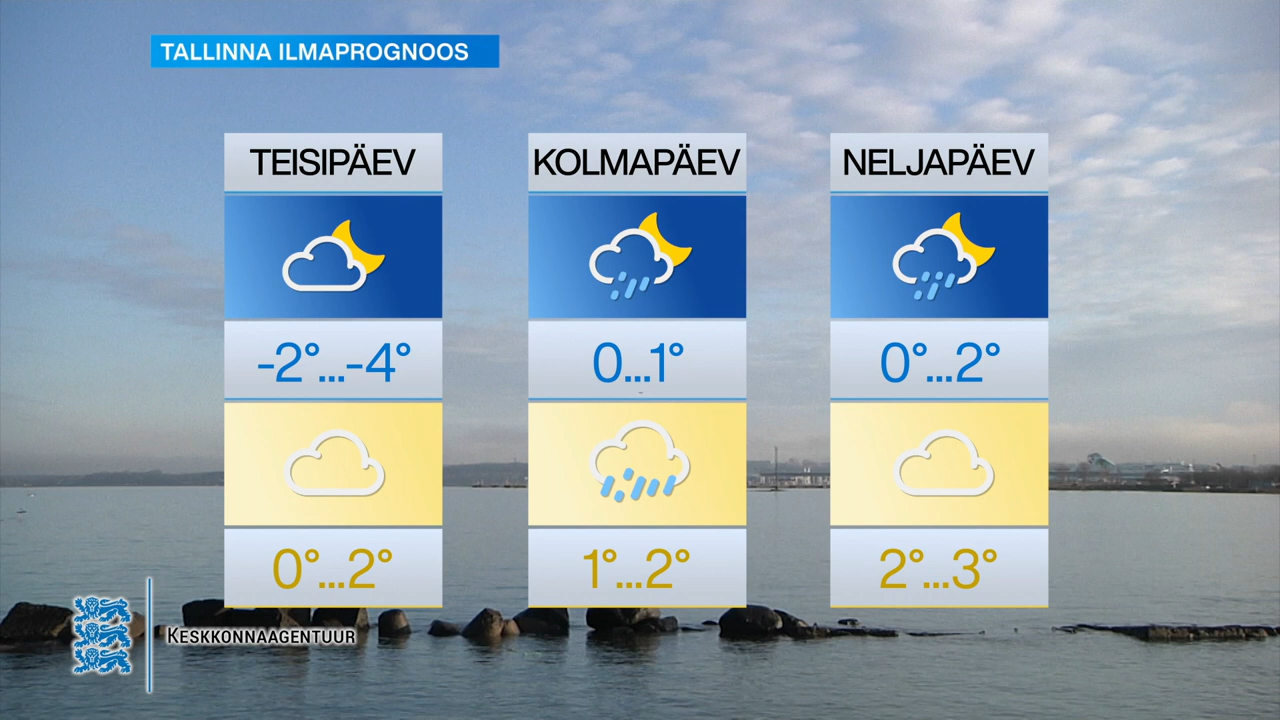 TALLINNA ILMAPROGNOOS
TEISIPÄEV
-2°...-4°
0°...2°
KOLMAPÄEV
0...1°
1°...2°
NELJAPÄEV
0°...2°
2°...3°
KESKKONNAAGENTUUR